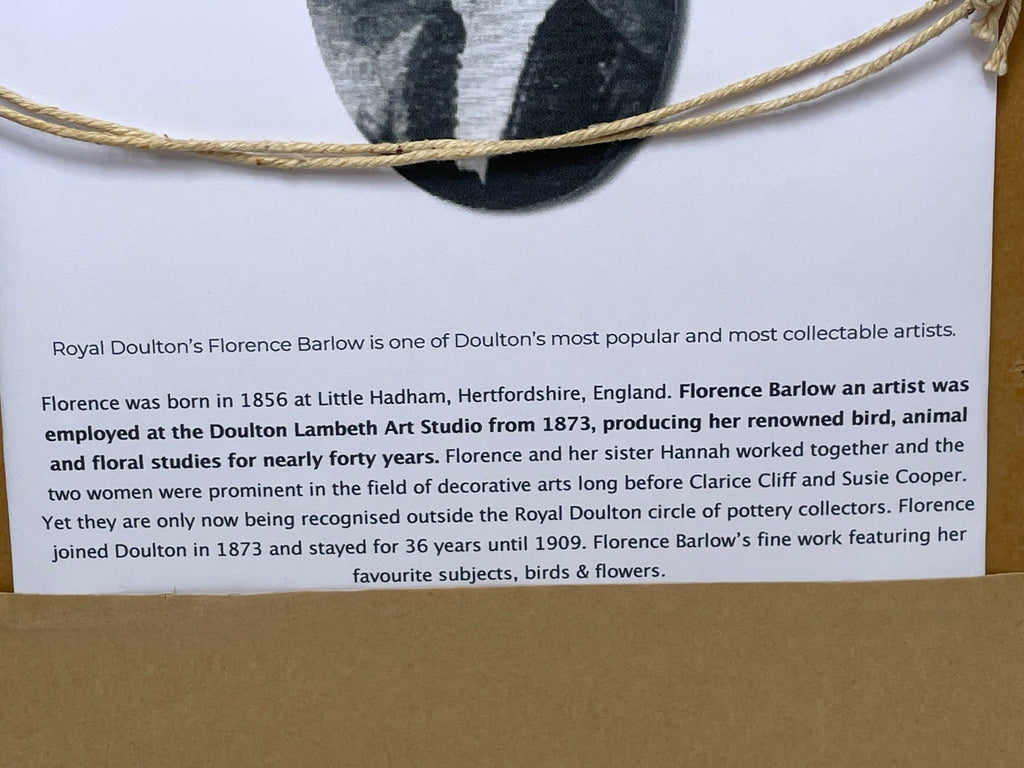 Royal Doulton's Florence Barlow is one of Doulton's most popular and most collectable artists.
Florence was born in 1856 at Little Hadham, Hertfordshire, England. Florence Barlow an artist was
employed at the Doulton Lambeth Art Studio from 1873, producing her renowned bird, animal
and floral studies for nearly forty years. Florence and her sister Hannah worked together and the
two women were prominent in the field of decorative arts long before Clarice Cliff and Susie Cooper.
Yet they are only now being recognised outside the Royal Doulton circle of pottery collectors. Florence
joined Doulton in 1873 and stayed for 36 years until 1909. Florence Barlow's fine work featuring her
favourite subjects, birds & flowers.